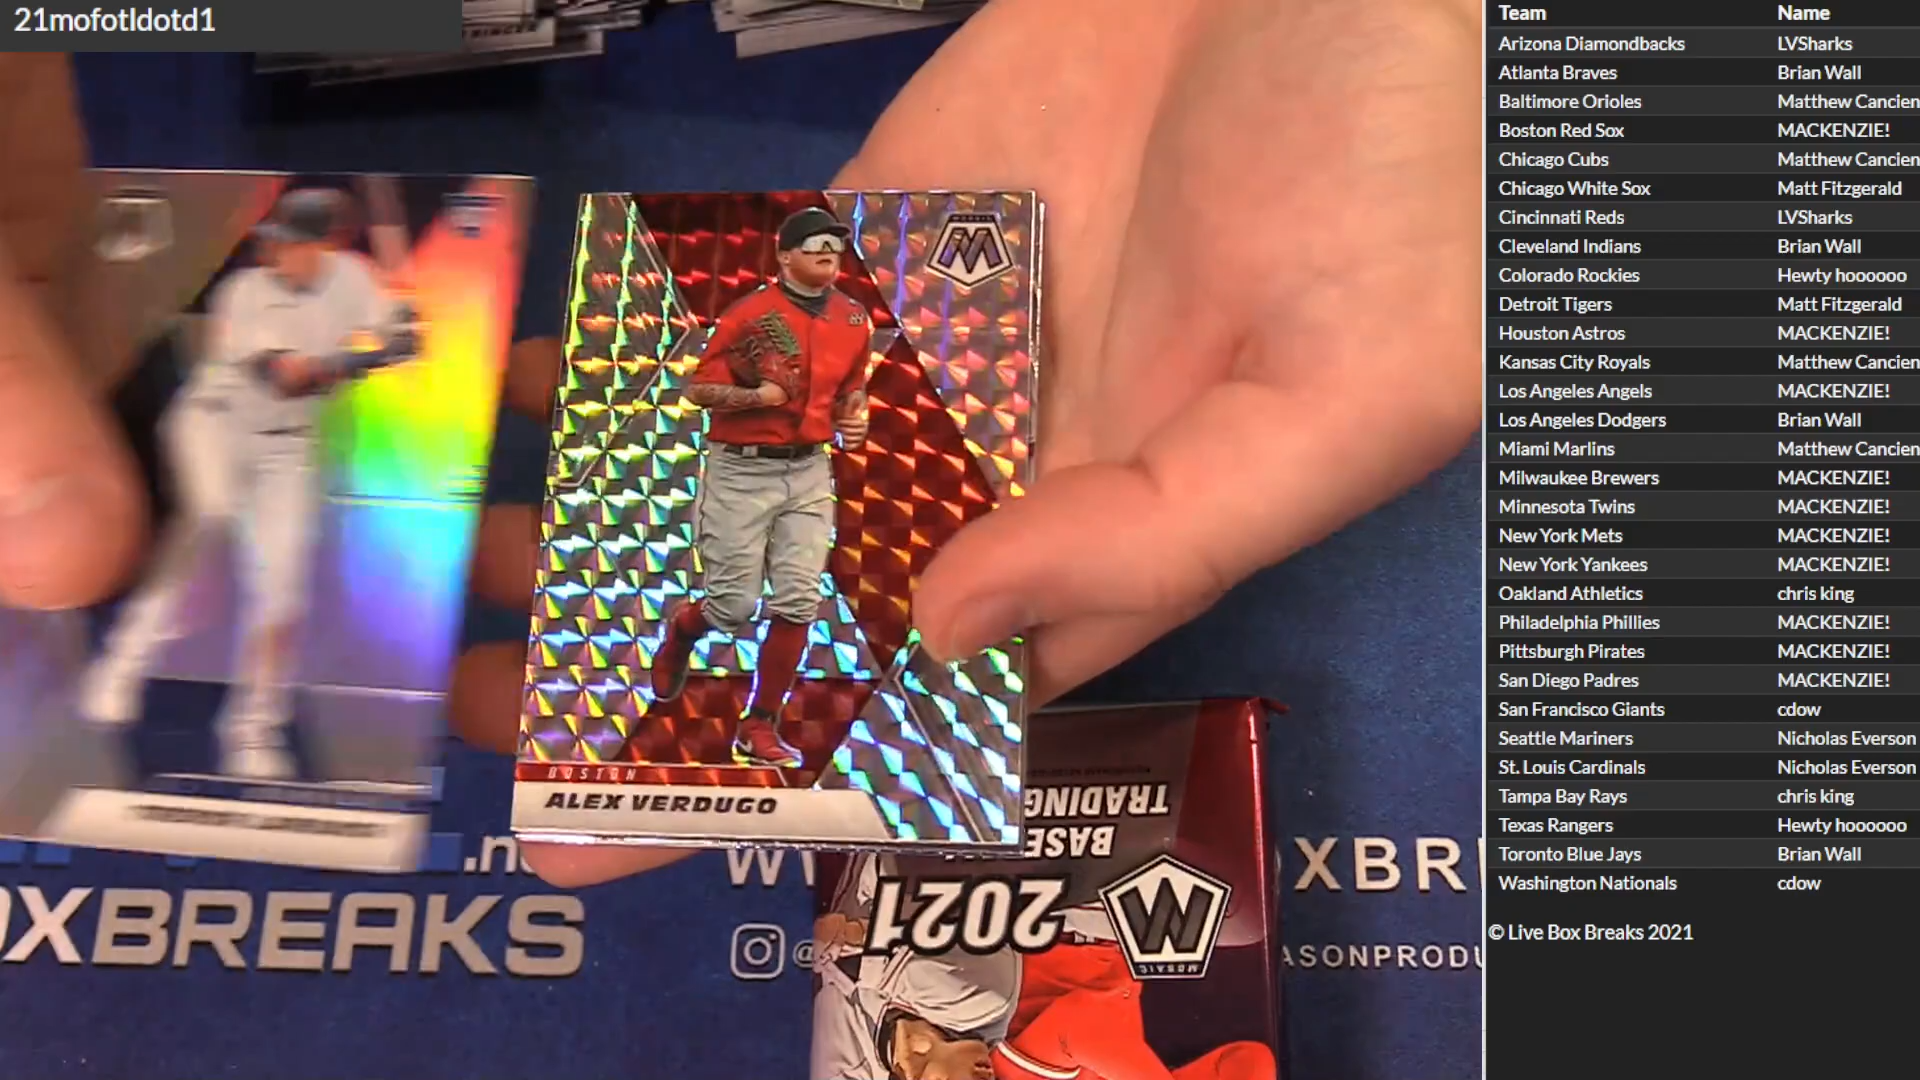 21mofotldotd1
Team Name
Arizona Diamondbacks LVSharks
Atlanta Braves Brian Wall
Baltimore Orioles Matthew Cancien
Boston Red Sox MACKENZIE!
Chicago Cubs Matthew Cancien
Chicago White Sox Matt Fitzgerald
Cincinnati Reds LVSharks
Cleveland Indians Brian Wall
Colorado Rockies Hewty hoooooo
Detroit Tigers Matt Fitzgerald
Houston Astros MACKENZIE!
Kansas City Royals Matthew Cancien
Los Angeles Angels MACKENZIE!
Los Angeles Dodgers Brian Wall
Miami Marlins Matthew Cancien
Milwaukee Brewers MACKENZIE!
Minnesota Twins MACKENZIE!
New York Mets MACKENZIE!
New York Yankees MACKENZIE!
Oakland Athletics chris king
Philadelphia Phillies MACKENZIE!
Pittsburgh Pirates MACKENZIE!
San Diego Padres MACKENZIE!
San Francisco Giants cdow
Seattle Mariners Nicholas Everson
St. Louis Cardinals Nicholas Everson
Tampa Bay Rays chris king
Texas Rangers Hewty hoooooo
Toronto Blue Jays Brian Wall
Washington Nationals cdow
© Live Box Breaks 2021
MOSAIC
M
BOSTON
ALEX VERDUGO
2021
BASE
TRADING
MOSAIC
OXBREAKS
XBR
ASONPRODU